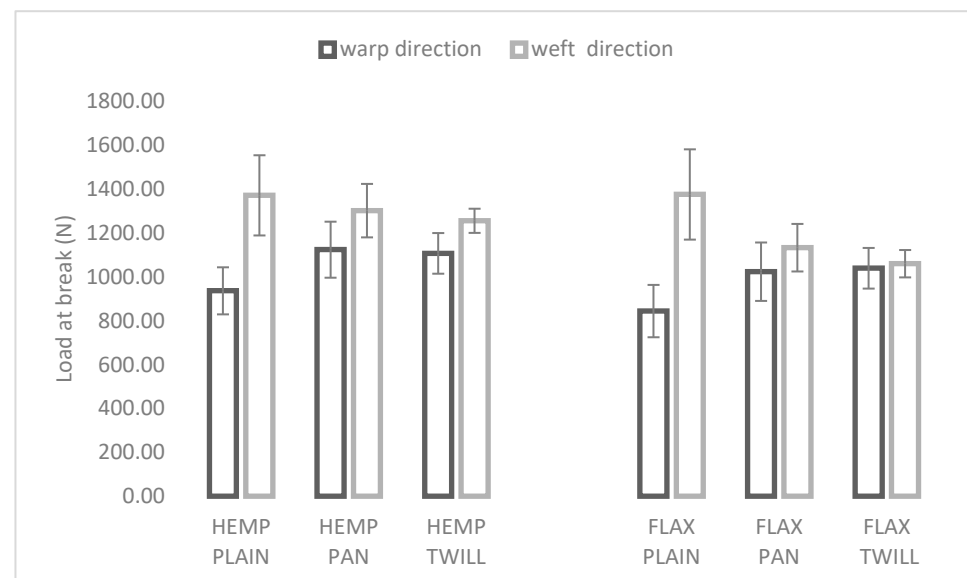 warp direction weft direction
1800.00
1600.00
1400.00
1200.00
1000.00
800.00
600.00
400.00
200.00
0.00
Load at break (N)
HEMP HEMP HEMP FLAX FLAX FLAX
PLAIN PAN TWILL PLAIN PAN TWILL